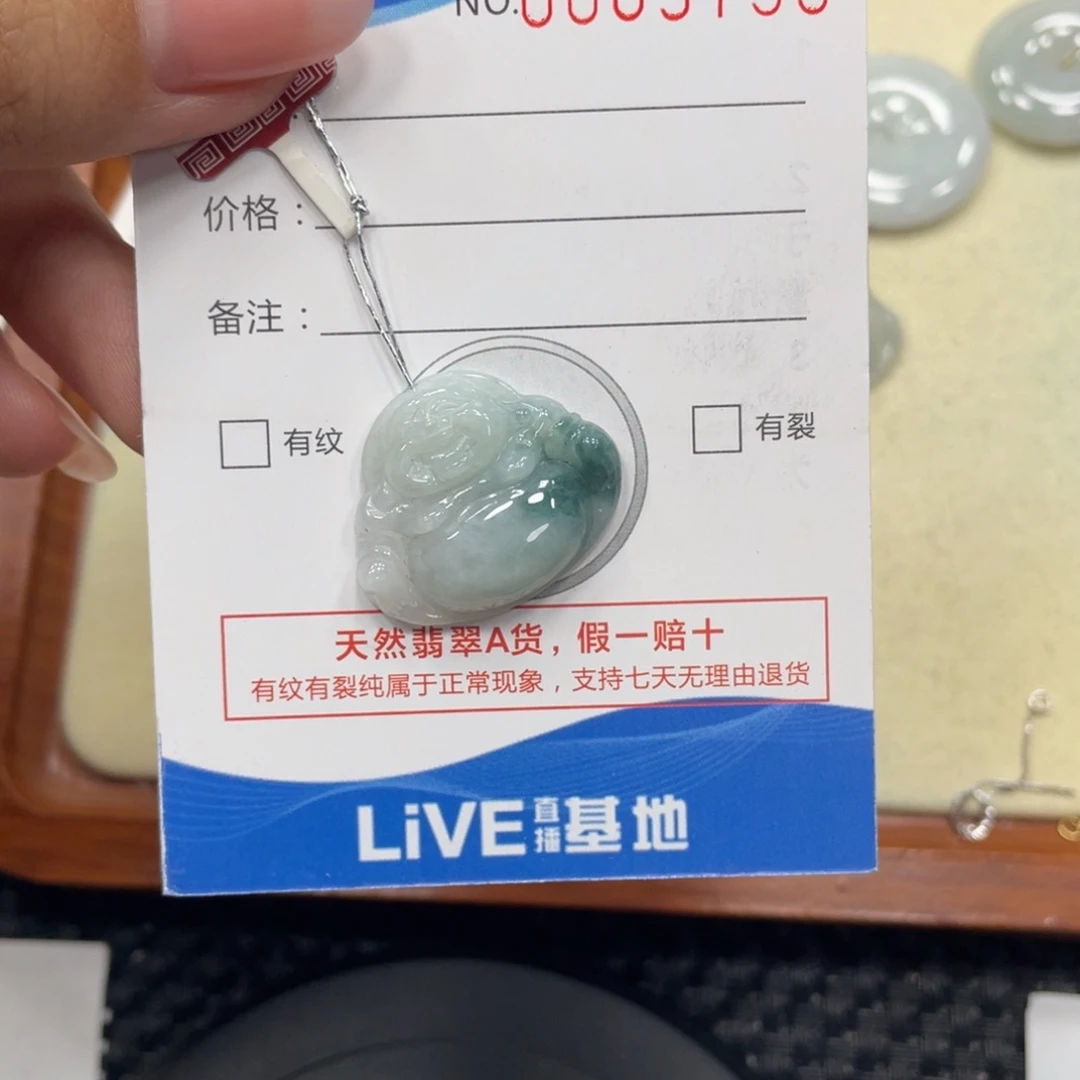 NO.
价格：
备注：
有纹
有裂
天然翡翠A货，假一赔十
有纹有裂纯属于正常现象，支持七天无理由退货
LiVE直播基地